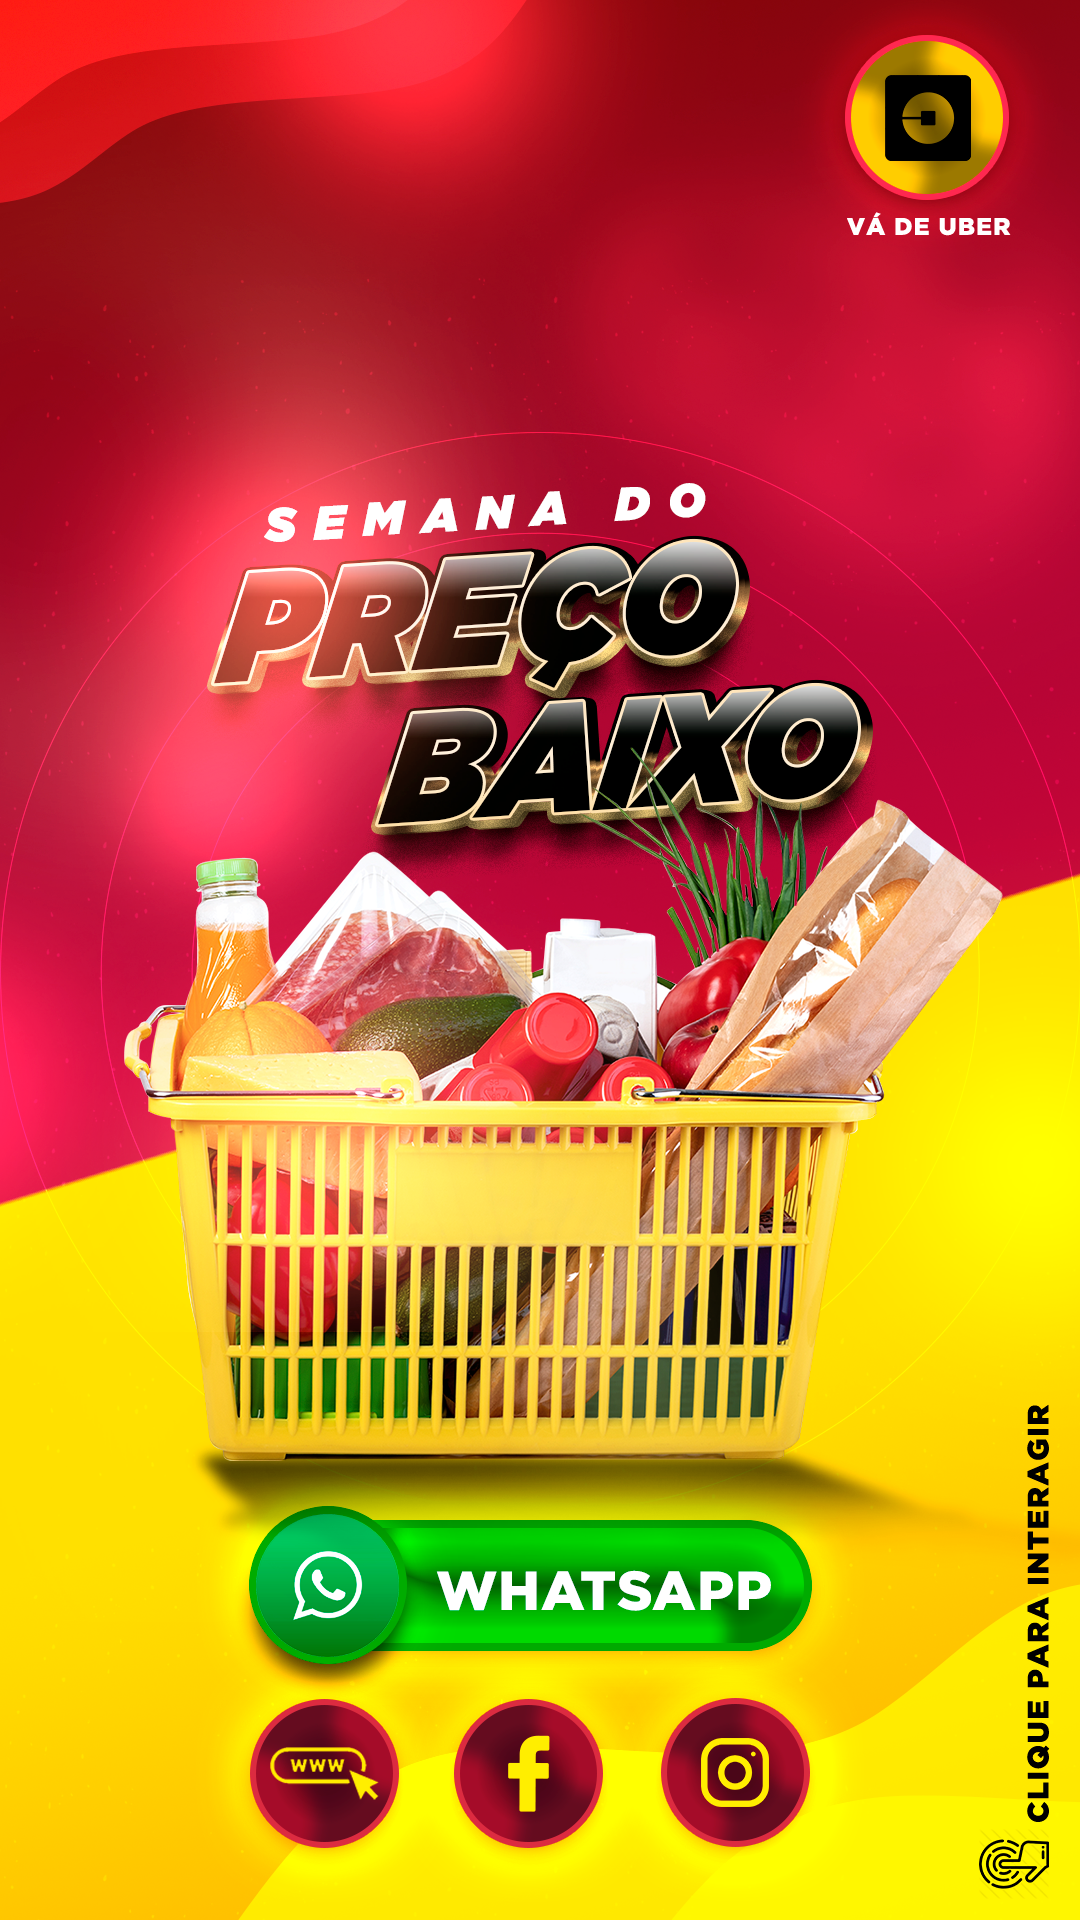 VÁ DE UBER
SEMANA DO
PREÇO
BAIXO
WHATSAPP
WWW
CLIQUE PARA INTERAGIR